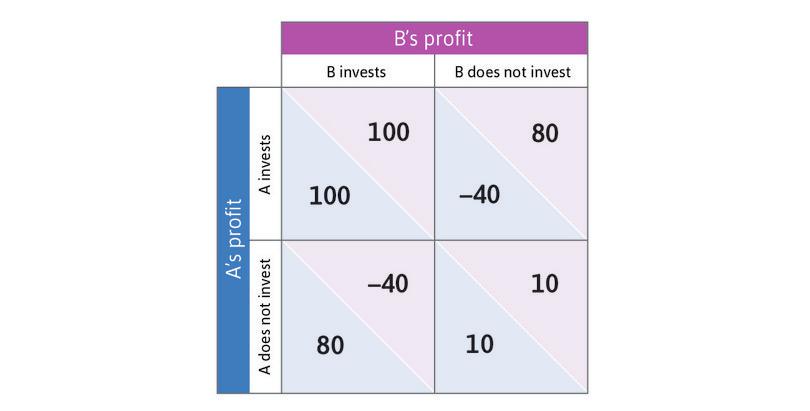 B's profit
B invests
B does not invest
A's profit
A invests
100
100
80
–40
A does not invest
–40
80
10
10